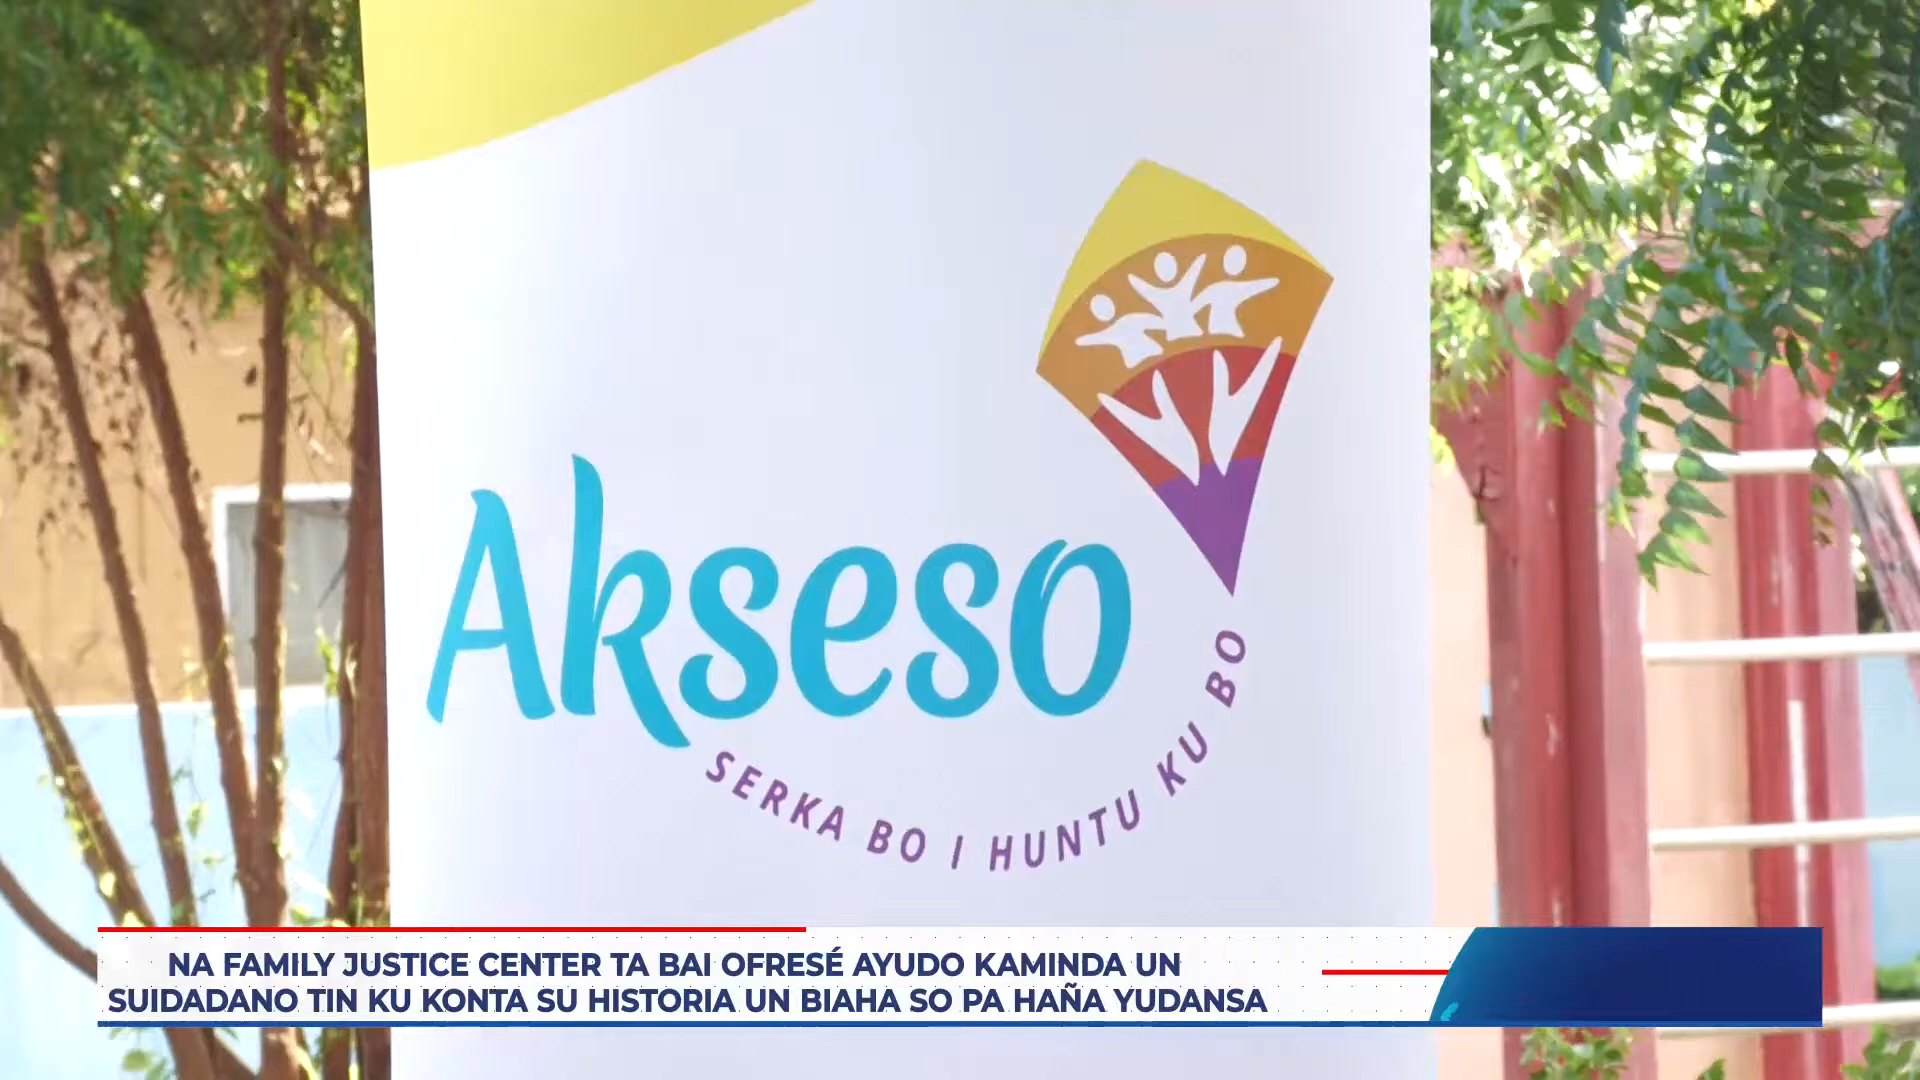 Akseso
SERKA BO I HUNTU KU BO
NA FAMILY JUSTICE CENTER TA BAI OFRESÉ AYUDO KAMINDA UN
SUIDADANO TIN KU KONTA SU HISTORIA UN BIAHA SO PA HAÑA YUDANSA